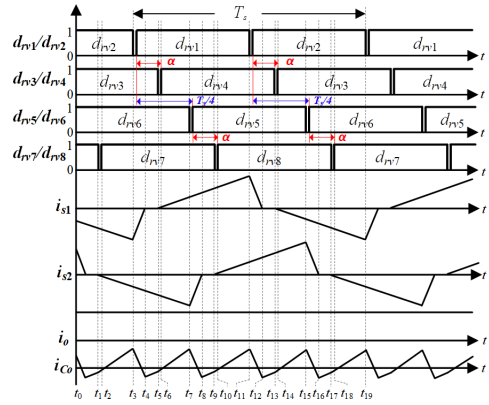 T_s
d_rv1/d_rv2 1 0 d_rv2 d_rv1 d_rv2 d_rv1 t
α α
d_rv3/d_rv4 1 0 d_rv3 d_rv4 d_rv3 d_rv4 t
T_s/4 T_s/4
d_rv5/d_rv6 1 0 d_rv6 d_rv5 d_rv6 d_rv5 t
α α
d_rv7/d_rv8 1 0 d_rv7 d_rv8 d_rv7 t
i_s1 t
i_s2 t
i_o t
i_Co t
t_0 t_1 t_2 t_3 t_4 t_5 t_6 t_7 t_8 t_9 t_10 t_11 t_12 t_13 t_14 t_15 t_16 t_17 t_18 t_19